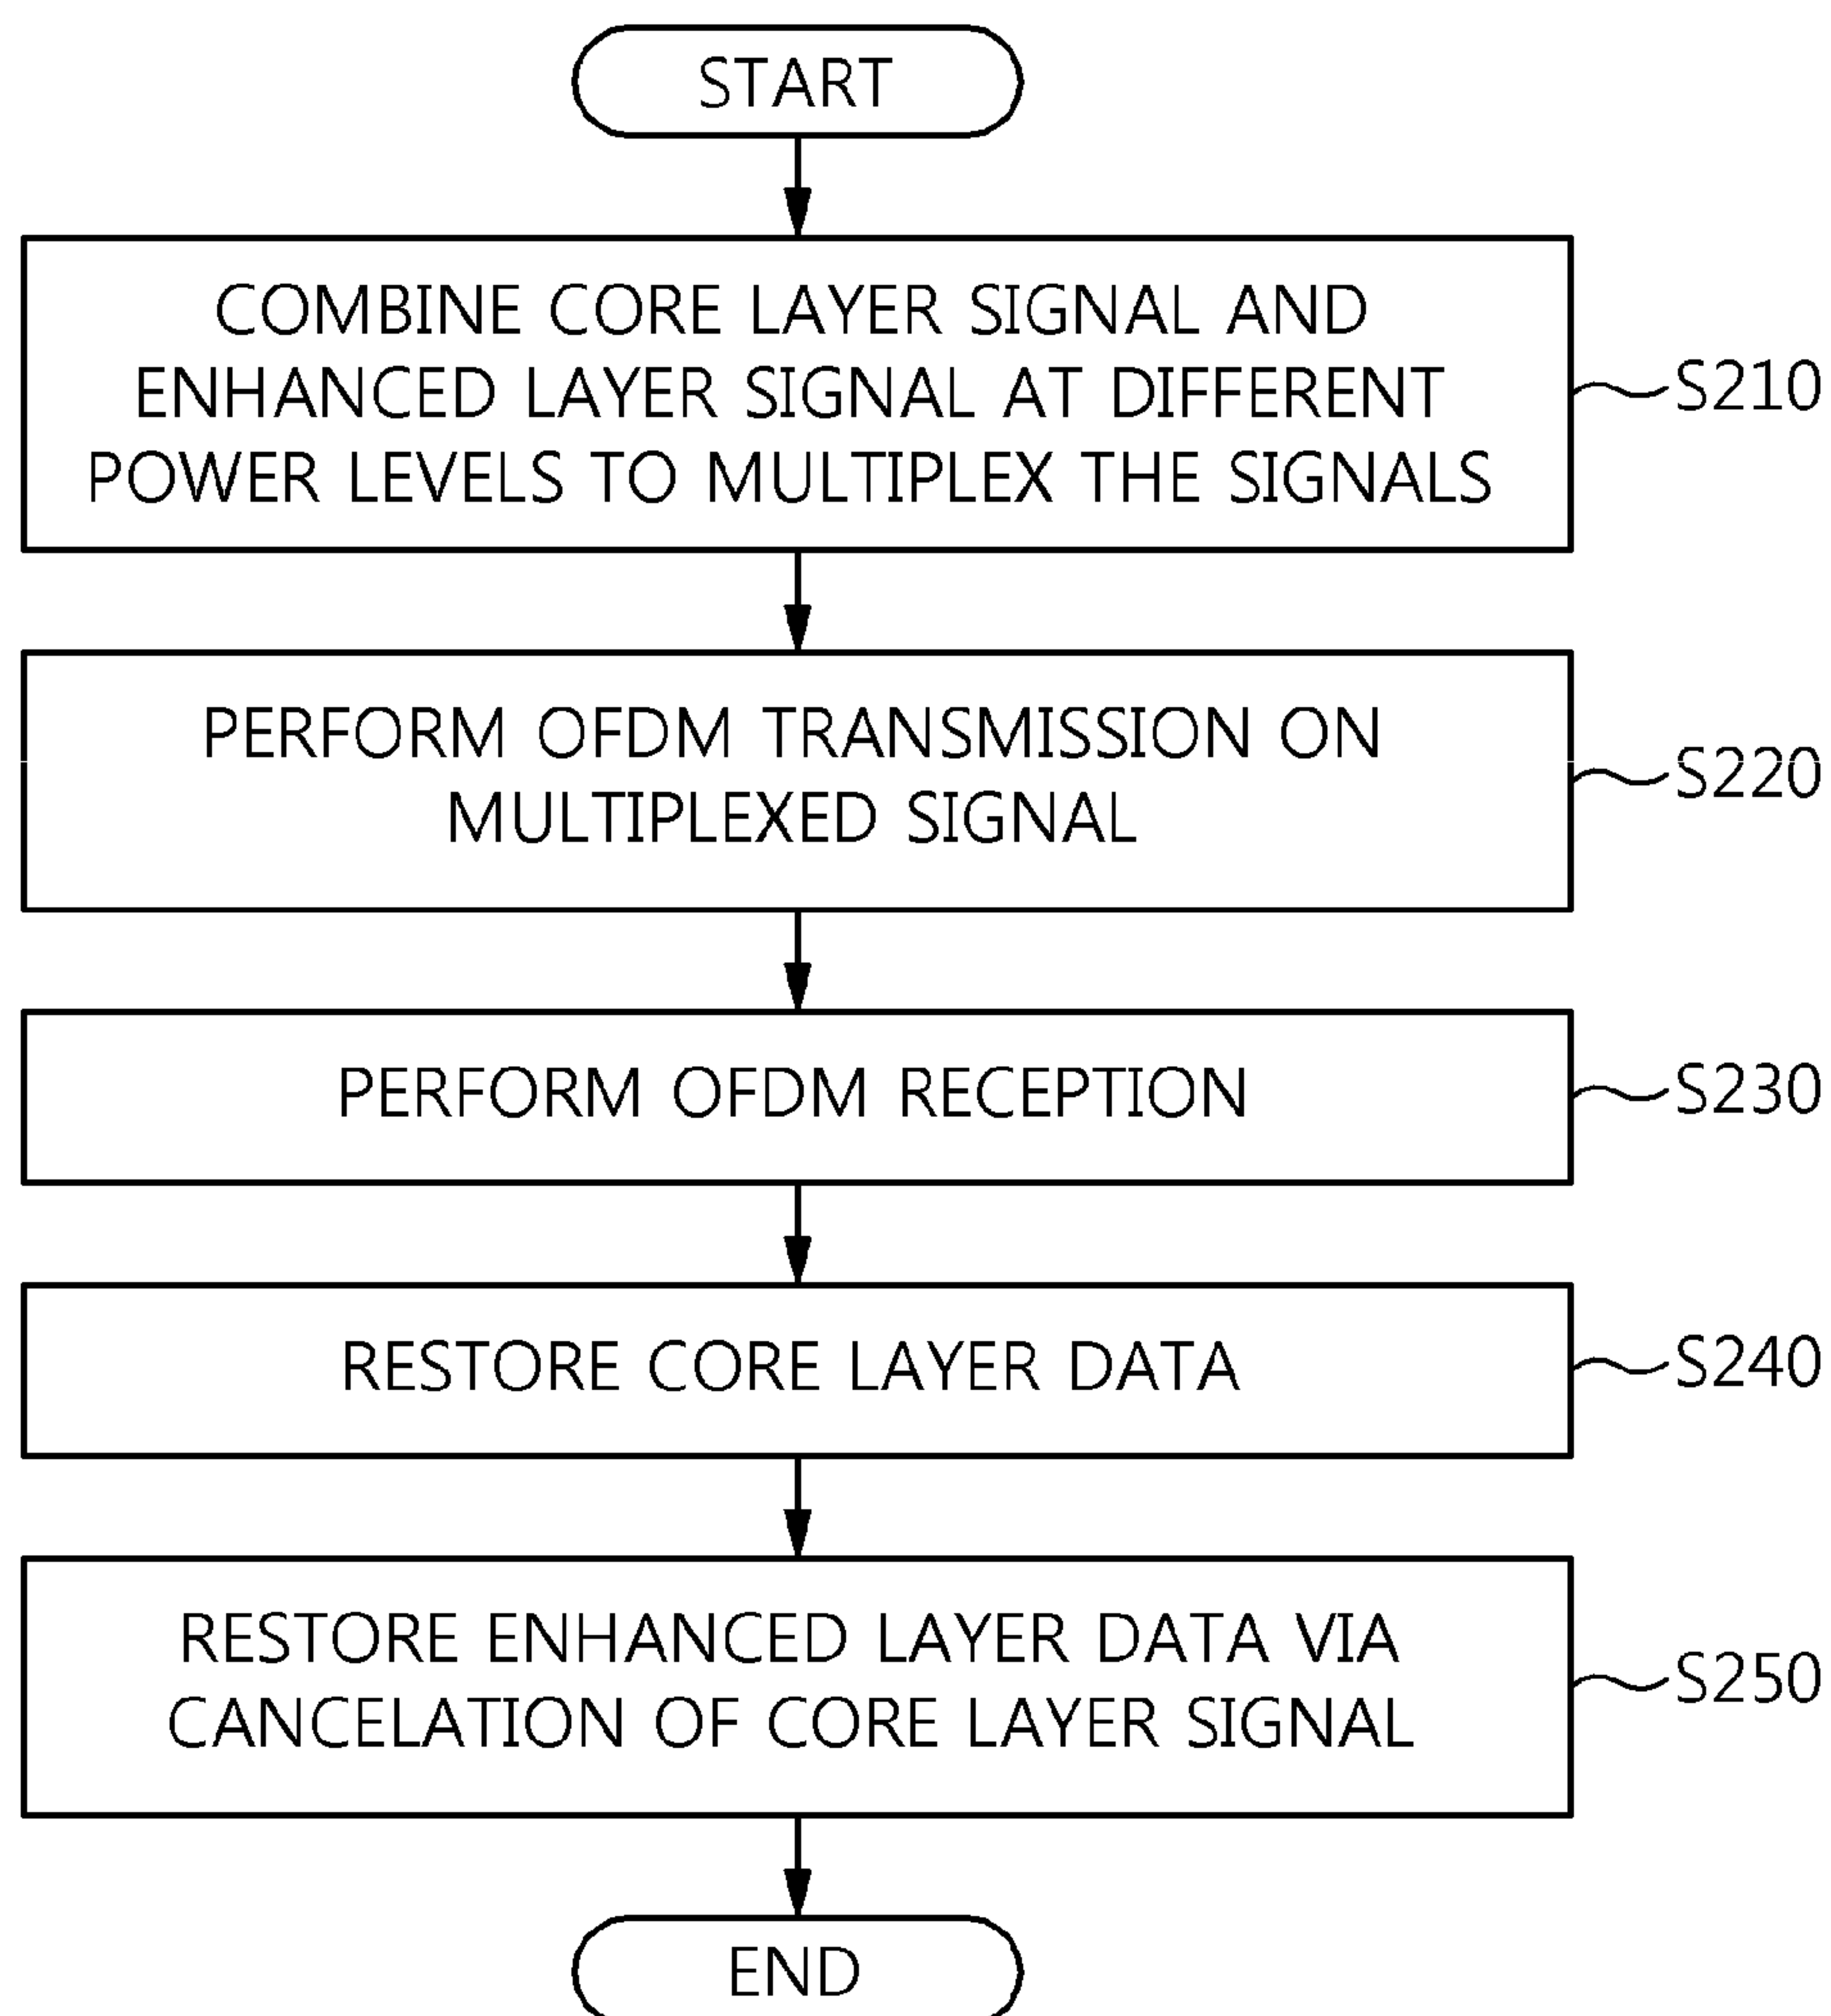 START
COMBINE CORE LAYER SIGNAL AND
ENHANCED LAYER SIGNAL AT DIFFERENT
POWER LEVELS TO MULTIPLEX THE SIGNALS
S210
PERFORM OFDM TRANSMISSION ON
MULTIPLEXED SIGNAL
S220
PERFORM OFDM RECEPTION
S230
RESTORE CORE LAYER DATA
S240
RESTORE ENHANCED LAYER DATA VIA
CANCELATION OF CORE LAYER SIGNAL
S250
END